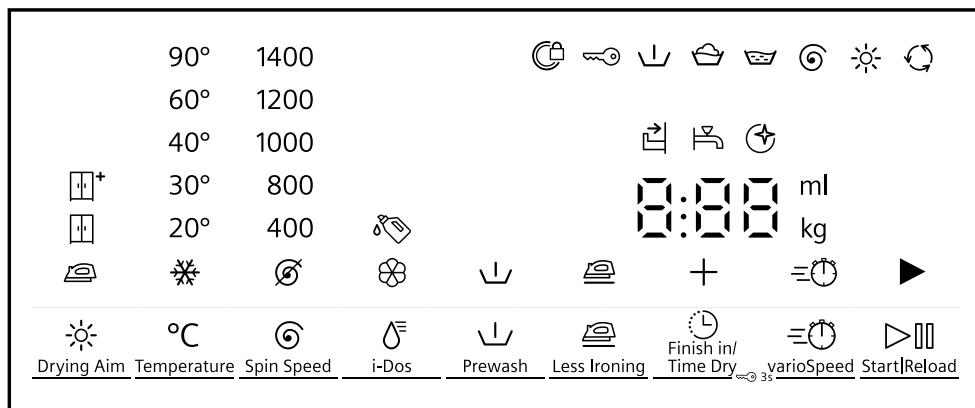 90° 1400
60° 1200
40° 1000
30° 800 8:88 ml
20° 400 kg
°C
Drying Aim Temperature Spin Speed i-Dos Prewash Less Ironing Finish in/ Time Dry 3s varioSpeed Start|Reload